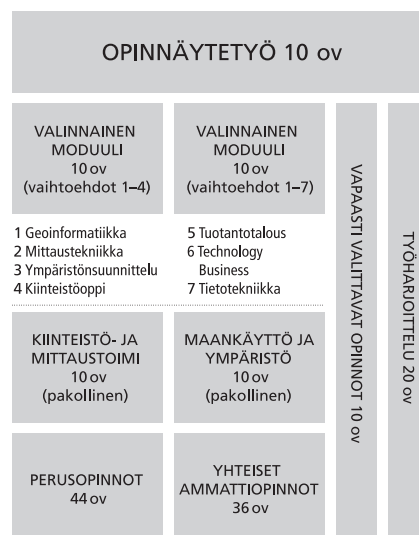 OPINNÄYTETYÖ 10 ov
VALINNAINEN
MODUULI
10 ov
(vaihtoehdot 1–4)
VALINNAINEN
MODUULI
10 ov
(vaihtoehdot 1–7)
1 Geoinformatiikka
2 Mittaustekniikka
3 Ympäristönsuunnittelu
4 Kiinteistöoppi
5 Tuotantotalous
6 Technology
Business
7 Tietotekniikka
KIINTEISTÖ- JA
MITTAUSTOIMI
10 ov
(pakollinen)
MAANKÄYTTÖ JA
YMPÄRISTÖ
10 ov
(pakollinen)
PERUSOPINNOT
44 ov
YHTEISET
AMMATTIOPINNOT
36 ov
VAPAASTI VALITTAVAT OPINNOT 10 ov
TYÖHARJOITTELU 20 ov